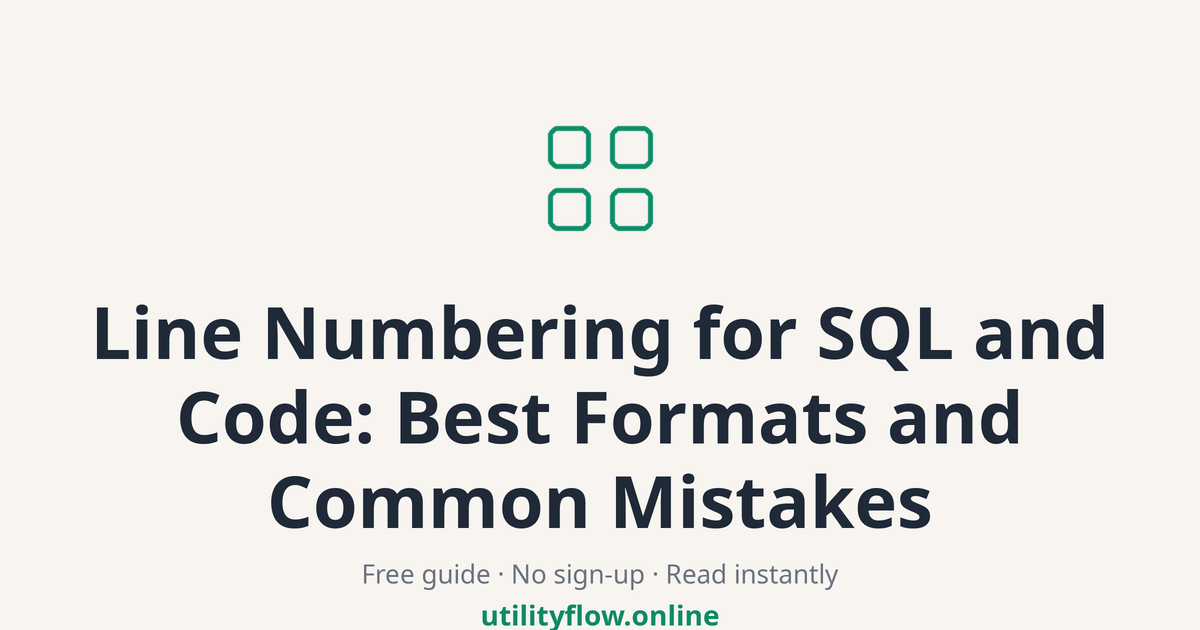 Line Numbering for SQL and
Code: Best Formats and
Common Mistakes
Free guide · No sign-up · Read instantly
utilityflow.online